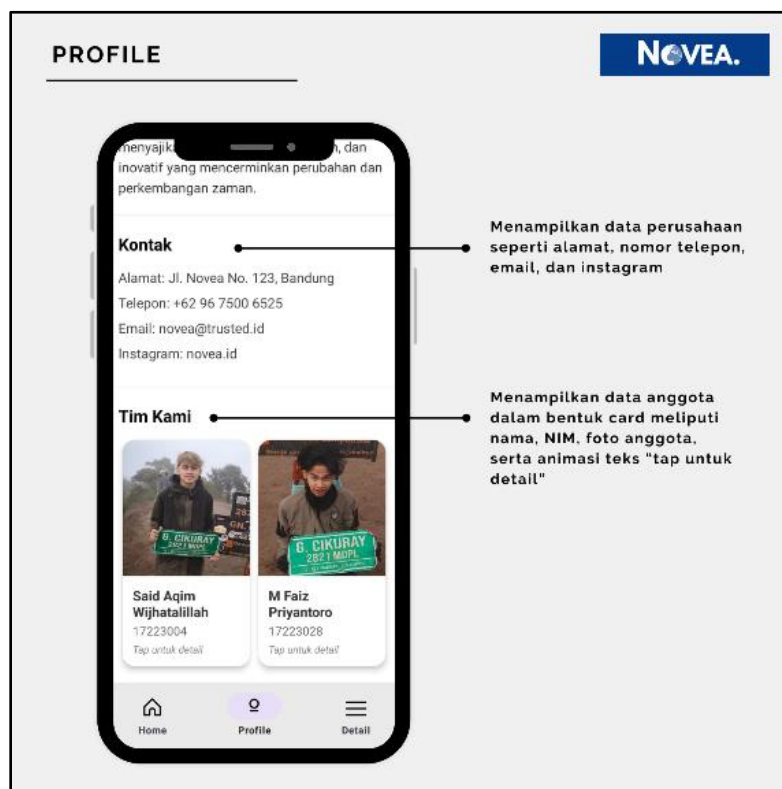 PROFILE
NOVEA.
menyajik
, dan
inovatif yang mencerminkan perubahan dan
perkembangan zaman.
Kontak
Alamat: Jl. Novea No. 123, Bandung
Telepon: +62 96 7500 6525
Email: novea@trusted.id
Instagram: novea.id
Menampilkan data perusahaan
seperti alamat, nomor telepon,
email, dan instagram
Tim Kami
Menampilkan data anggota
dalam bentuk card meliputi
nama, NIM, foto anggota,
serta animasi teks "tap untuk
detail"
G. CIKURAY
2821 MDPL
G. CIKURAY
2821 MDPL
Said Aqim
Wijhatalillah
17223004
Tap untuk detail
M Faiz
Priyantoro
17223028
Tap untuk detail
Home
Profile
Detail